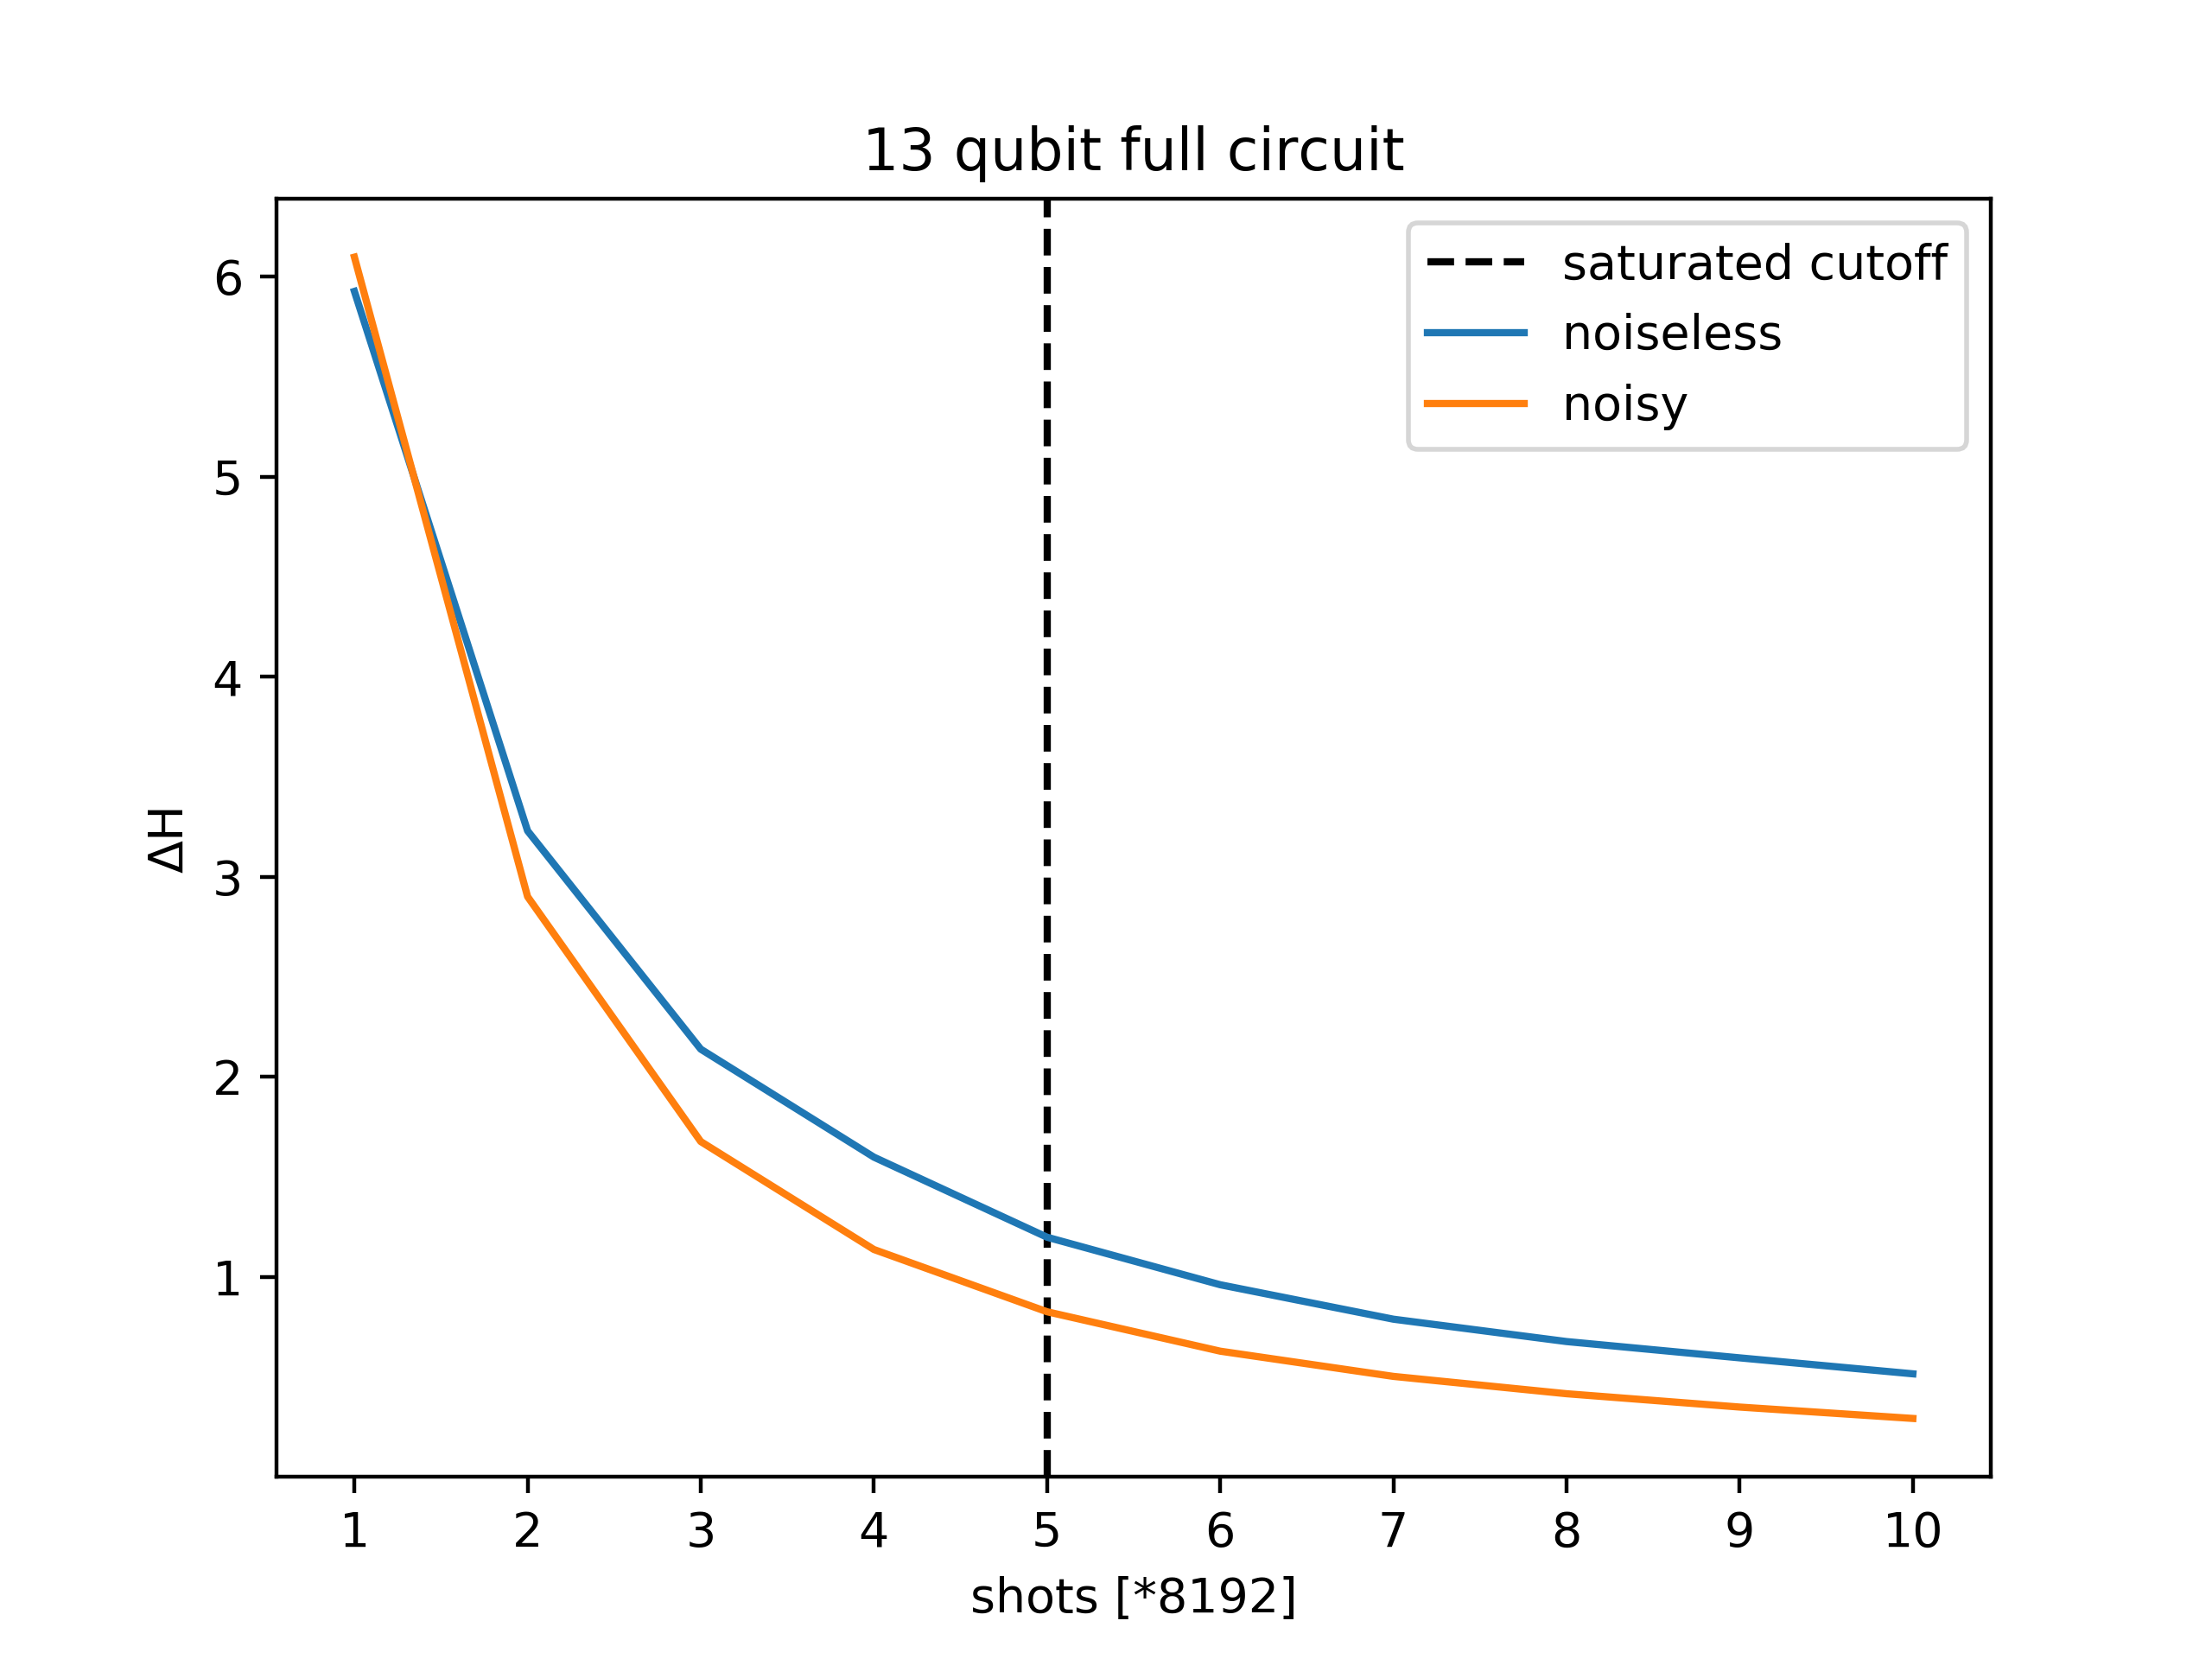 13 qubit full circuit
saturated cutoff
noiseless
noisy
6
5
4
3
2
1
ΔH
1 2 3 4 5 6 7 8 9 10
shots [*8192]